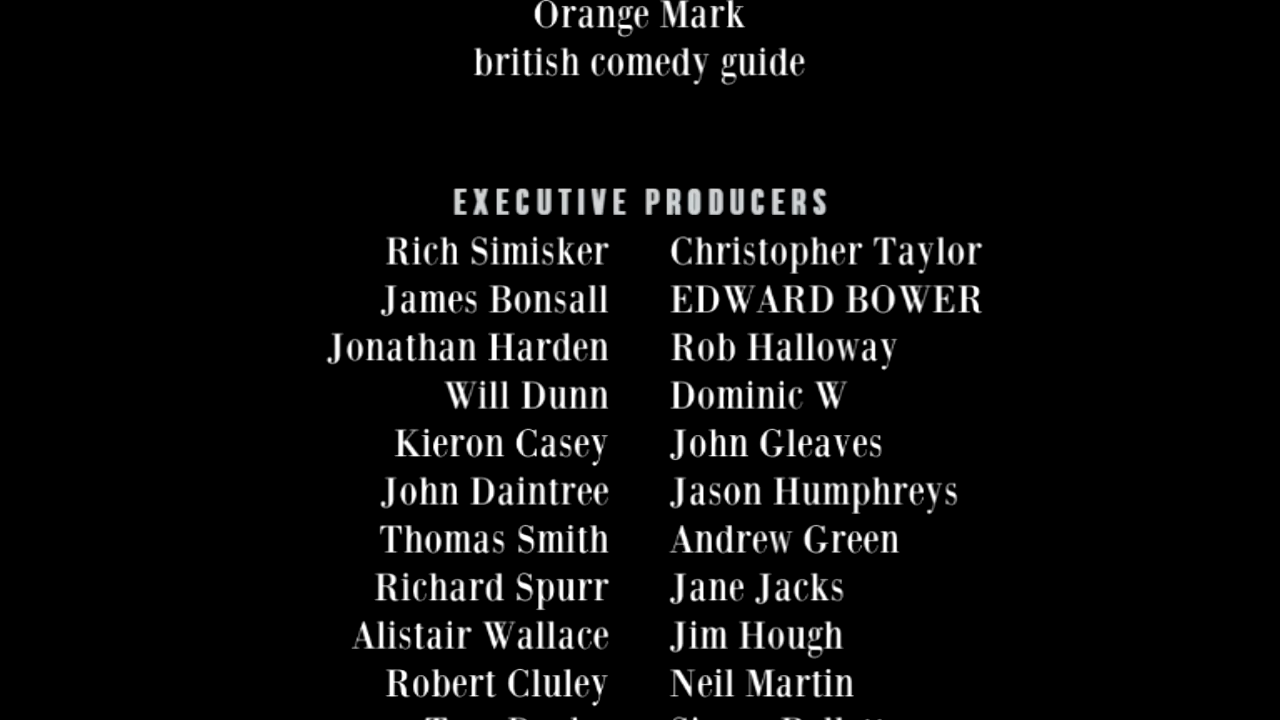 Orange Mark
british comedy guide
EXECUTIVE PRODUCERS
Rich Simisker Christopher Taylor
James Bonsall EDWARD BOWER
Jonathan Harden Rob Halloway
Will Dunn Dominic W
Kieron Casey John Gleaves
John Daintree Jason Humphreys
Thomas Smith Andrew Green
Richard Spurr Jane Jacks
Alistair Wallace Jim Hough
Robert Cluley Neil Martin